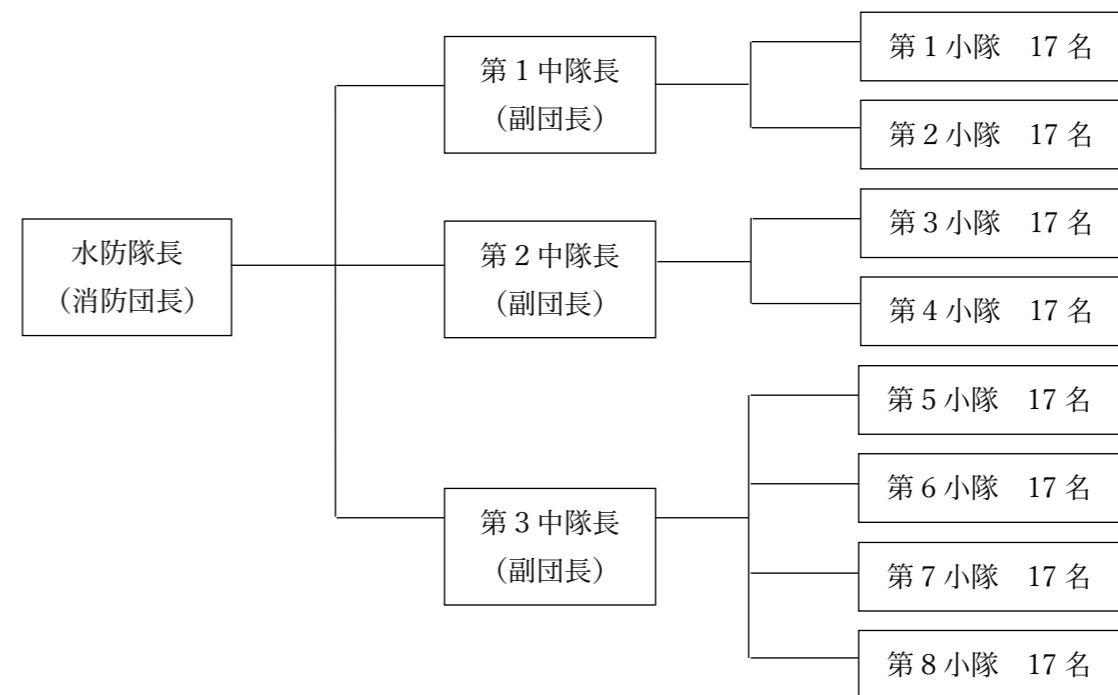 水防隊長
（消防団長）
第１中隊長
（副団長）
第１小隊　17 名
第２小隊　17 名
第２中隊長
（副団長）
第３小隊　17 名
第４小隊　17 名
第３中隊長
（副団長）
第５小隊　17 名
第６小隊　17 名
第７小隊　17 名
第８小隊　17 名